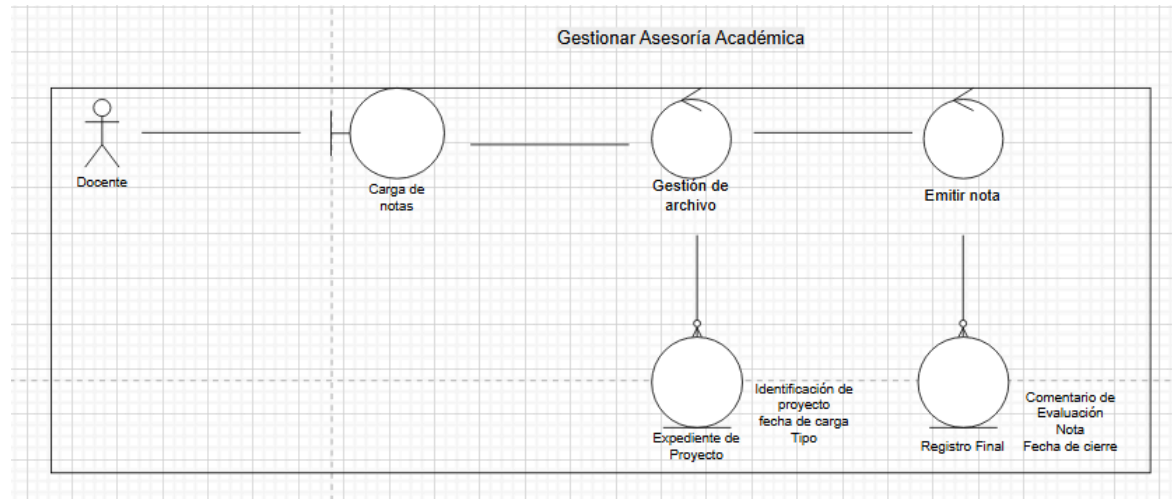 Gestionar Asesoría Académica
Docente
Carga de
notas
Gestión de
archivo
Emitir nota
Expediente de
Proyecto
Identificación de
proyecto
fecha de carga
Tipo
Registro Final
Comentario de
Evaluación
Nota
Fecha de cierre